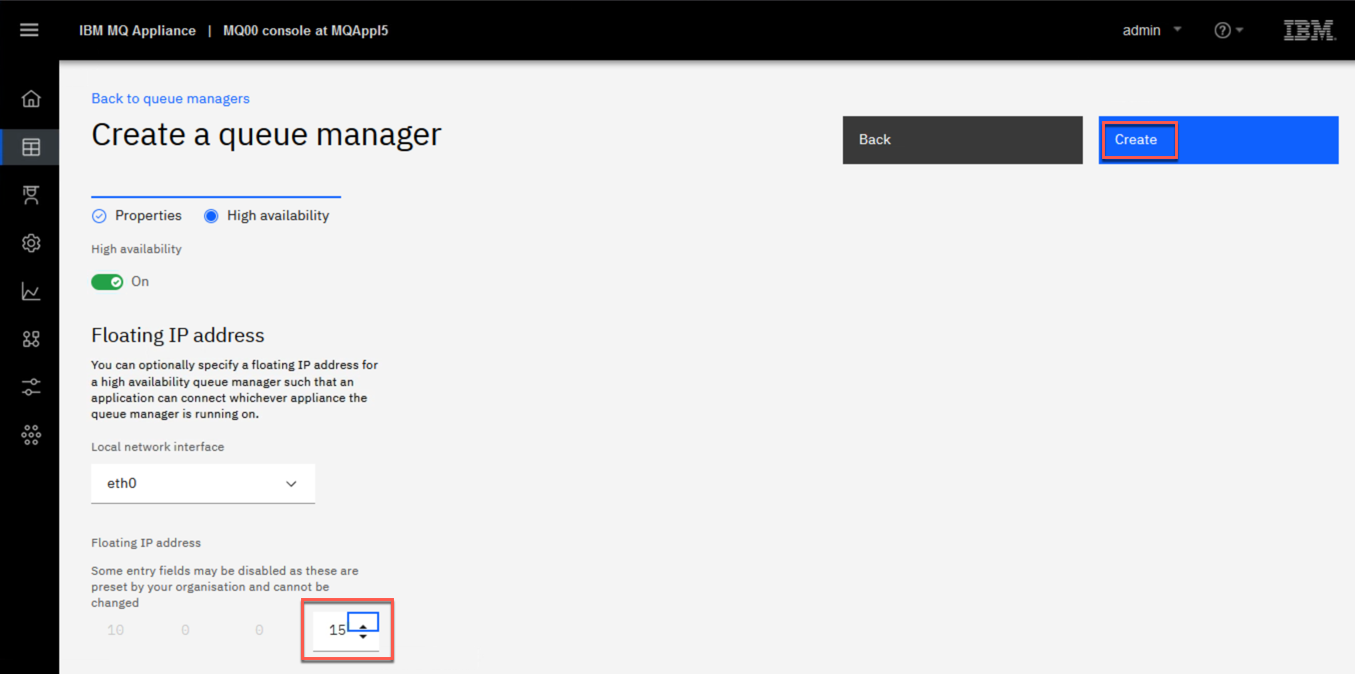 IBM MQ Appliance | MQ00 console at MQAppl5
admin
?
IBM
Back to queue managers
Create a queue manager
Back
Create
Properties
High availability
High availability
On
Floating IP address
You can optionally specify a floating IP address for
a high availability queue manager such that an
application can connect whichever appliance the
queue manager is running on.
Local network interface
eth0
Floating IP address
Some entry fields may be disabled as these are
preset by your organisation and cannot be
changed
10 0 0 15